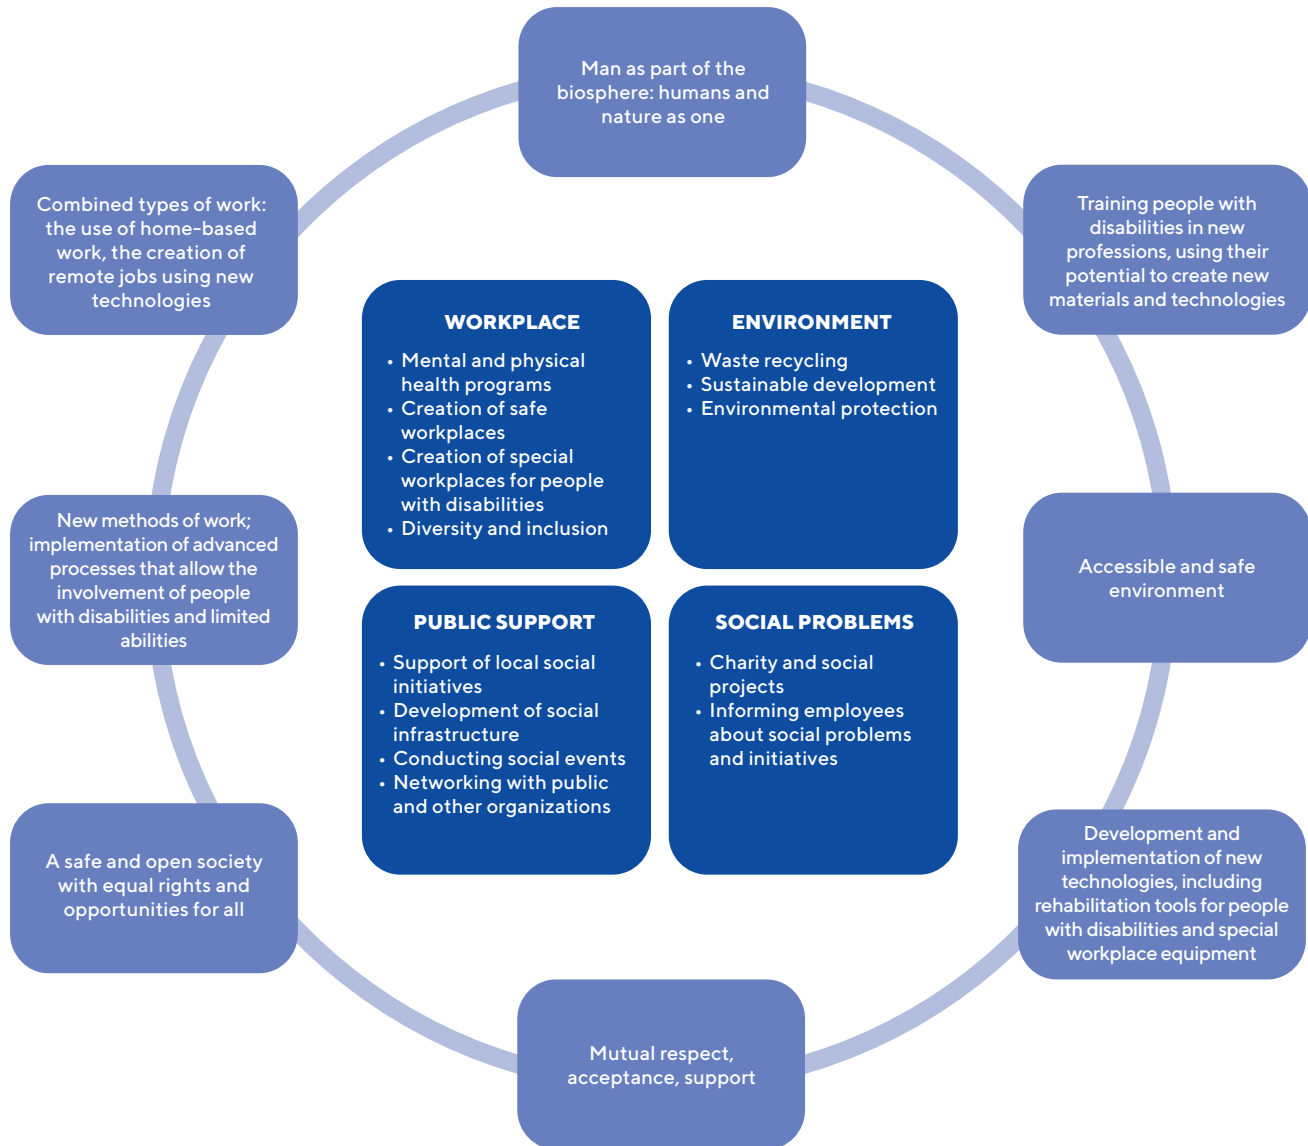 Man as part of the
biosphere: humans and
nature as one
Combined types of work:
the use of home-based
work, the creation of
remote jobs using new
technologies
Training people with
disabilities in new
professions, using their
potential to create new
materials and technologies
WORKPLACE
• Mental and physical
health programs
• Creation of safe
workplaces
• Creation of special
workplaces for people
with disabilities
• Diversity and inclusion
ENVIRONMENT
• Waste recycling
• Sustainable development
• Environmental protection
New methods of work;
implementation of advanced
processes that allow the
involvement of people
with disabilities and limited
abilities
Accessible and safe
environment
PUBLIC SUPPORT
• Support of local social
initiatives
• Development of social
infrastructure
• Conducting social events
• Networking with public
and other organizations
SOCIAL PROBLEMS
• Charity and social
projects
• Informing employees
about social problems
and initiatives
A safe and open society
with equal rights and
opportunities for all
Development and
implementation of new
technologies, including
rehabilitation tools for people
with disabilities and special
workplace equipment
Mutual respect,
acceptance, support